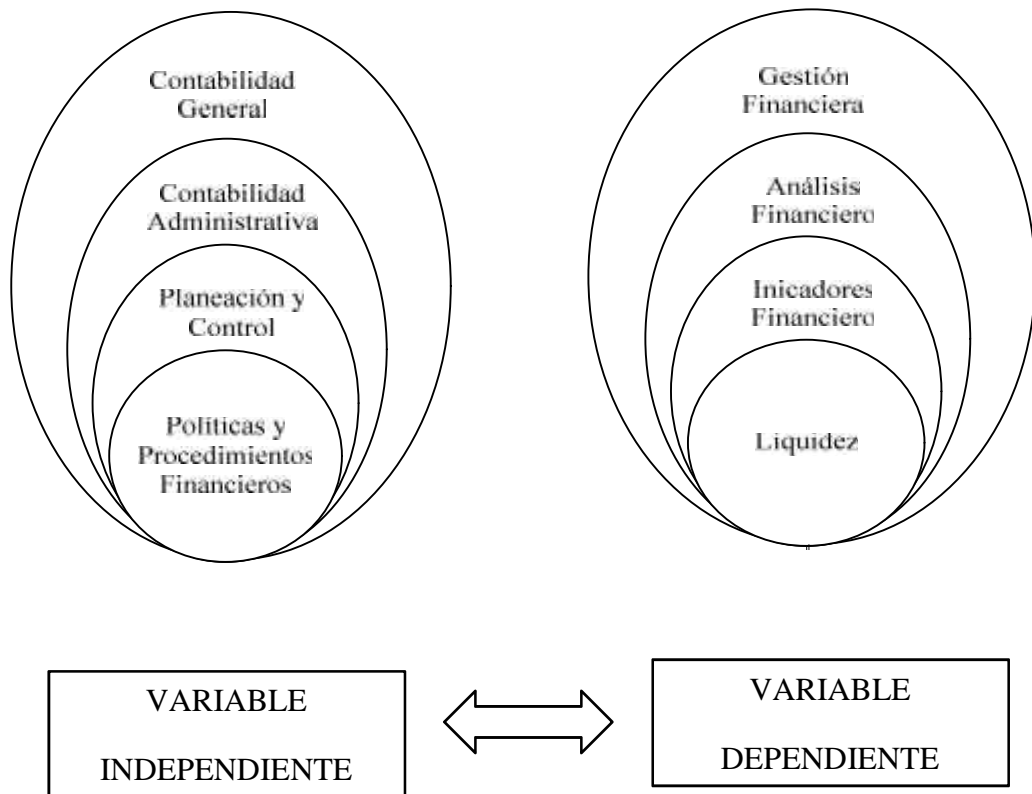 Contabilidad
General
Contabilidad
Administrativa
Planeación y
Control
Políticas y
Procedimientos
Financieros
Gestión
Financiera
Análisis
Financiero
Inicadores
Financiero
Liquidez
VARIABLE
INDEPENDIENTE
VARIABLE
DEPENDIENTE